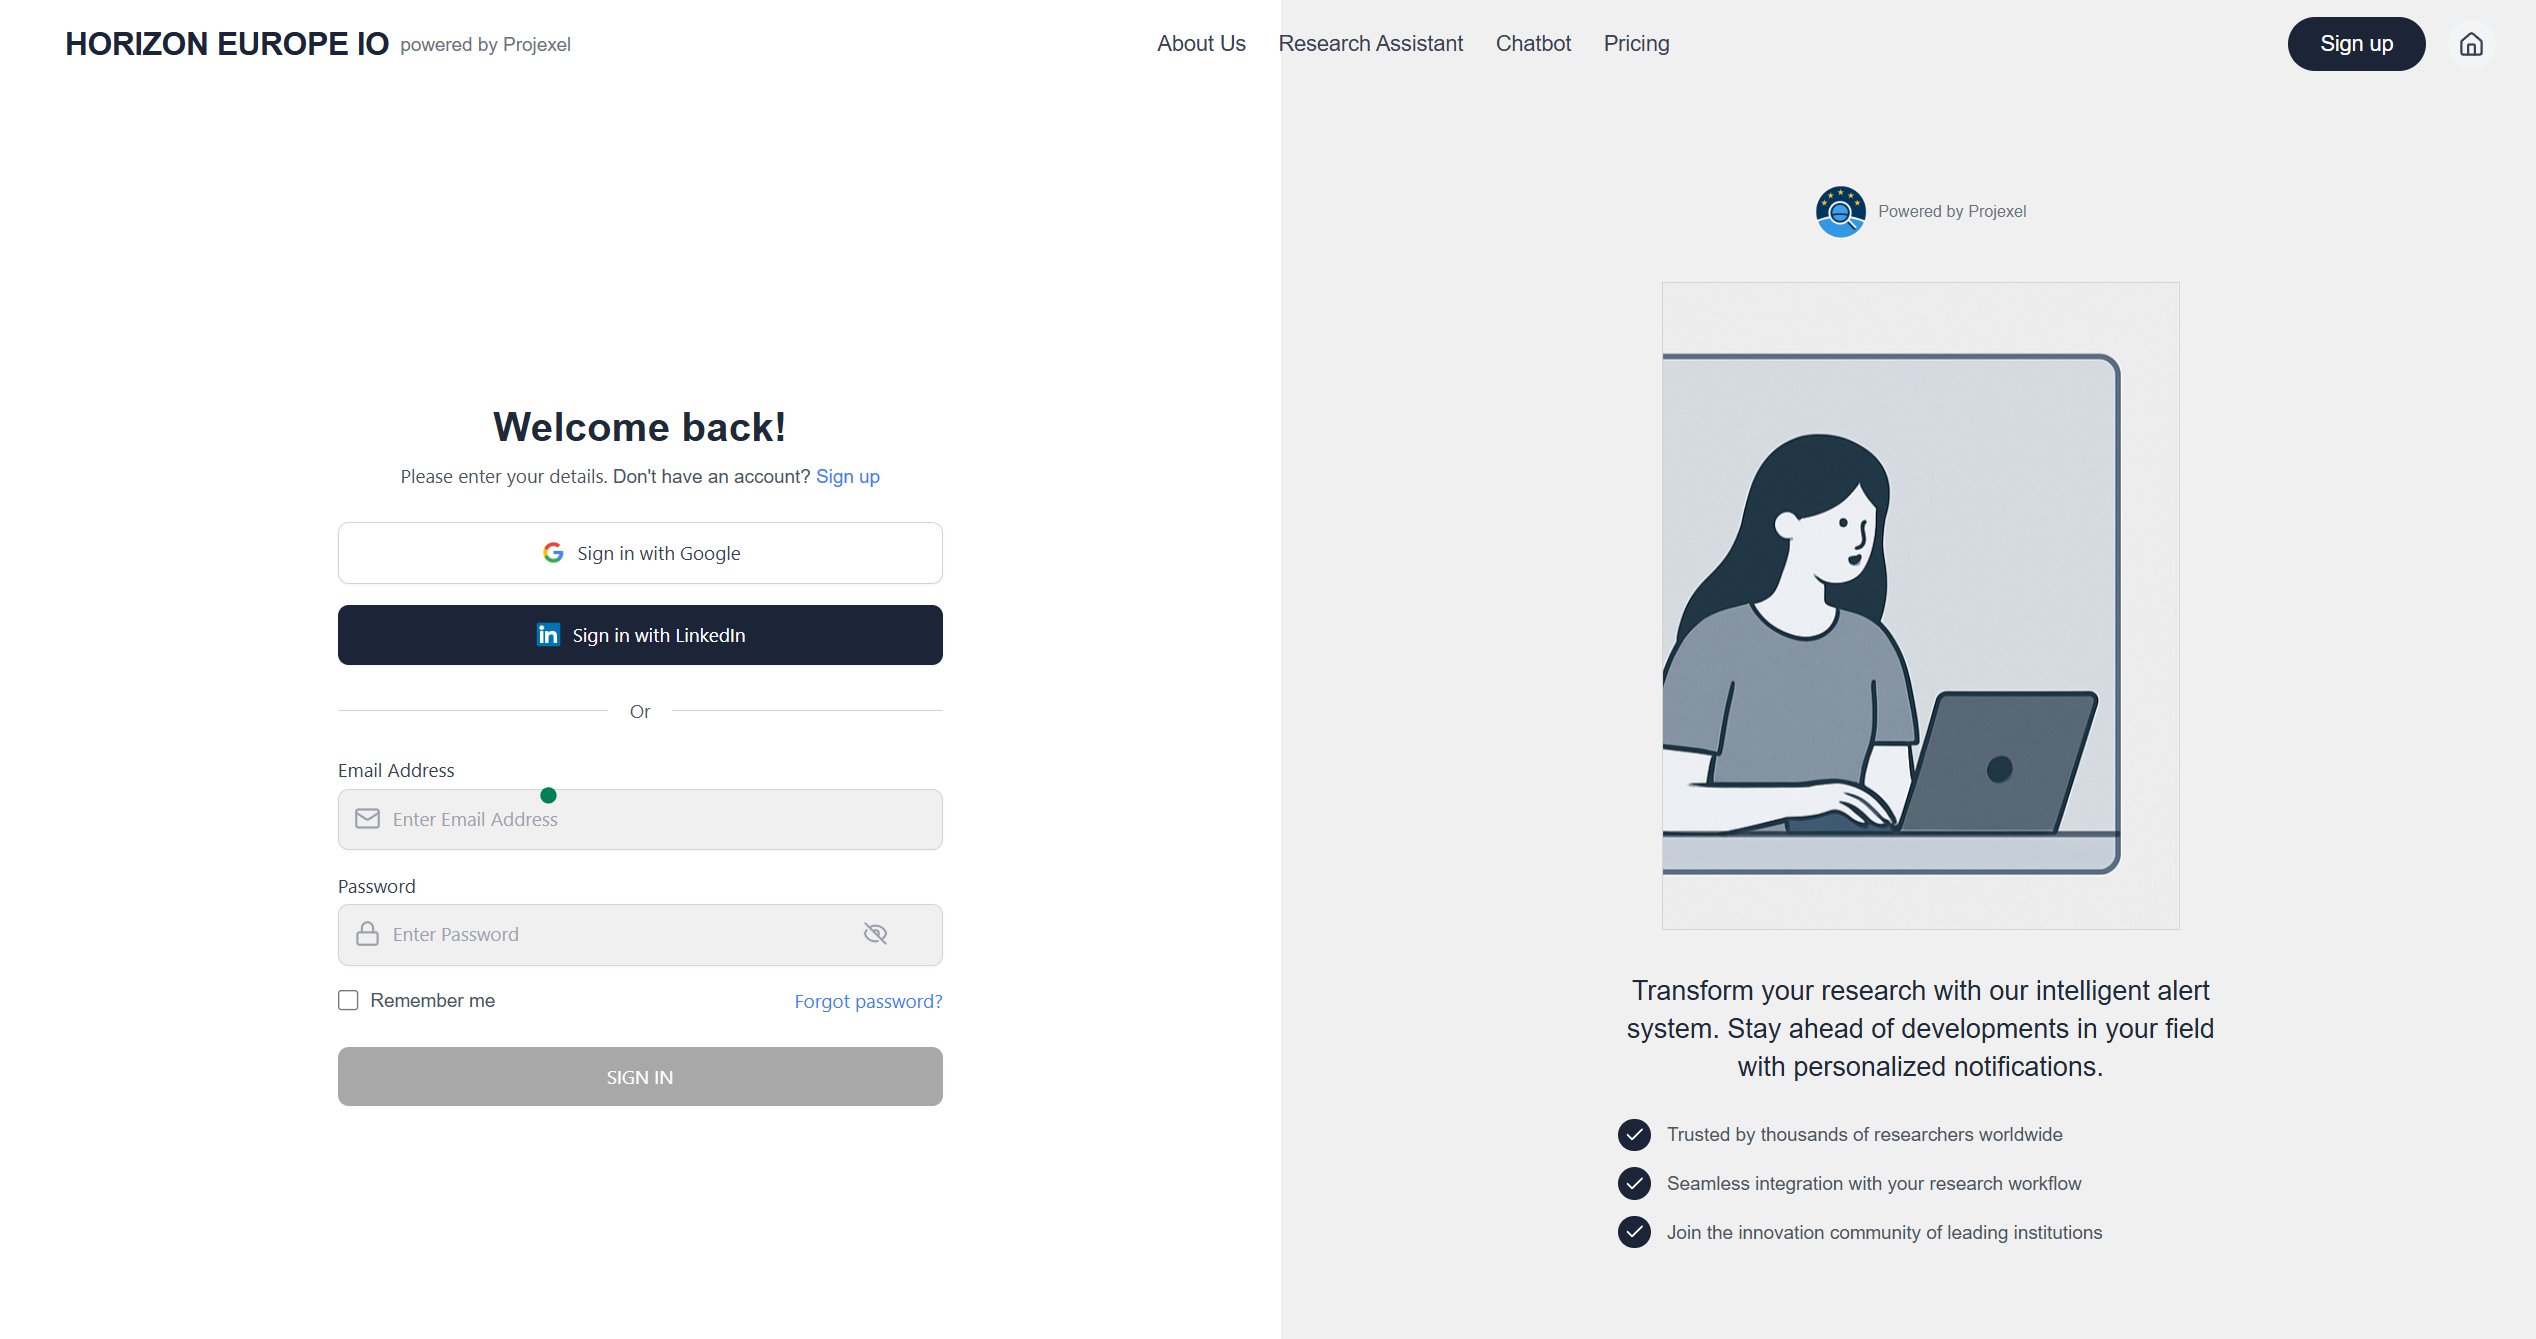 HORIZON EUROPE IO powered by Projexel
About Us Research Assistant Chatbot Pricing
Sign up
Welcome back!
Please enter your details. Don't have an account? Sign up
Sign in with Google
Sign in with LinkedIn
Or
Email Address
Enter Email Address
Password
Enter Password
Remember me Forgot password?
SIGN IN
Powered by Projexel
Transform your research with our intelligent alert
system. Stay ahead of developments in your field
with personalized notifications.
Trusted by thousands of researchers worldwide
Seamless integration with your research workflow
Join the innovation community of leading institutions